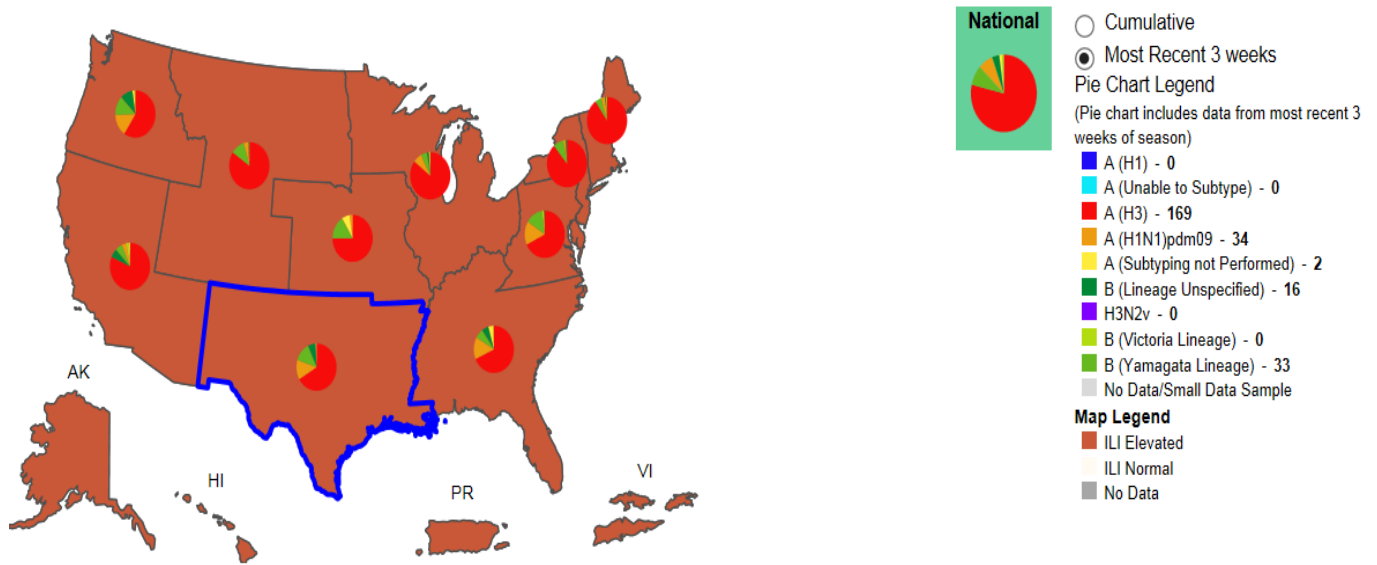 National
Cumulative
Most Recent 3 weeks
Pie Chart Legend
(Pie chart includes data from most recent 3
weeks of season)
A (H1) - 0
A (Unable to Subtype) - 0
A (H3) - 169
A (H1N1)pdm09 - 34
A (Subtyping not Performed) - 2
B (Lineage Unspecified) - 16
H3N2v - 0
B (Victoria Lineage) - 0
B (Yamagata Lineage) - 33
No Data/Small Data Sample
Map Legend
ILI Elevated
ILI Normal
No Data
AK
HI
PR
VI